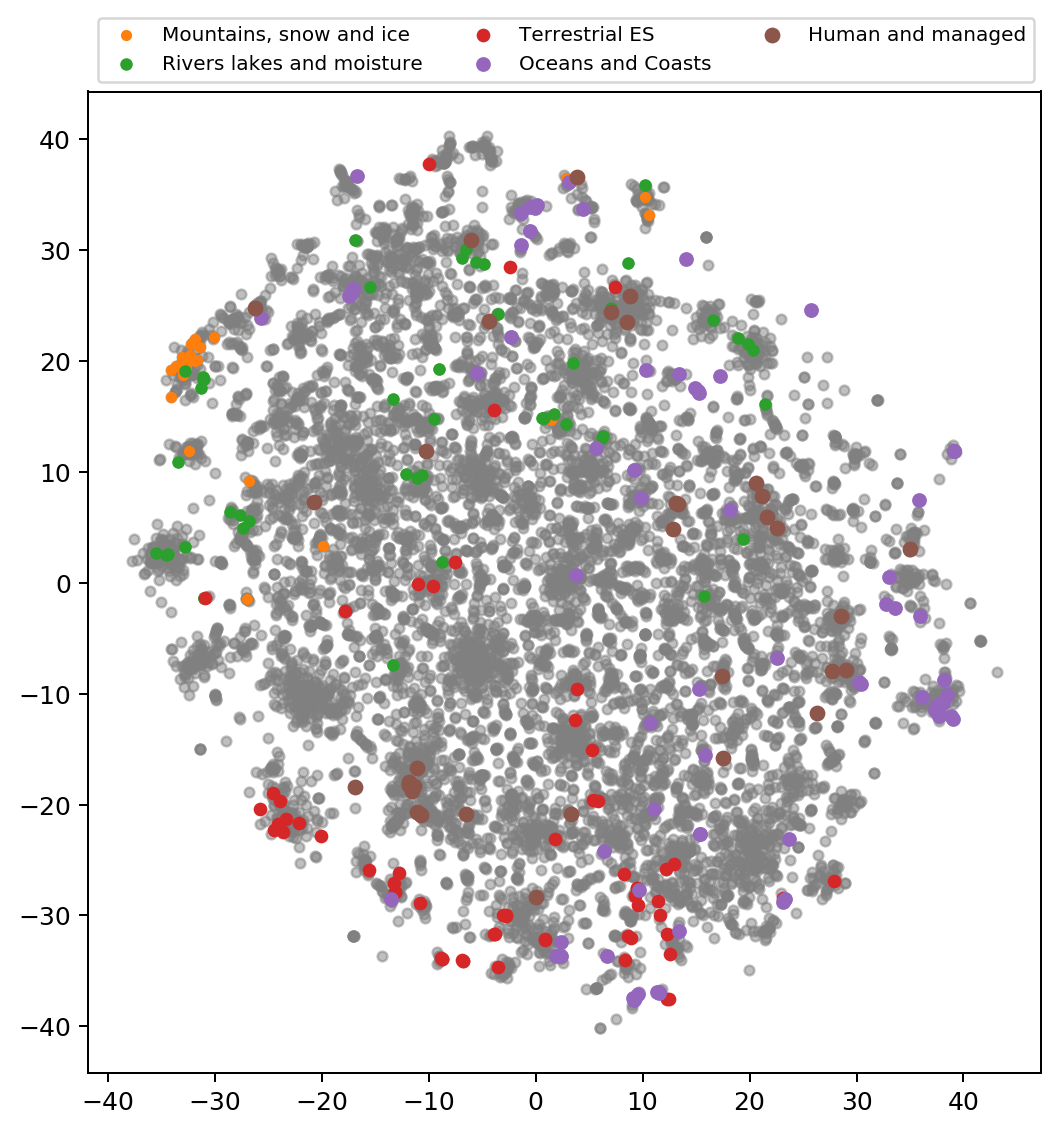 Mountains, snow and ice
Rivers lakes and moisture
Terrestrial ES
Oceans and Coasts
Human and managed
40
30
20
10
0
−10
−20
−30
−40
−40 −30 −20 −10 0 10 20 30 40